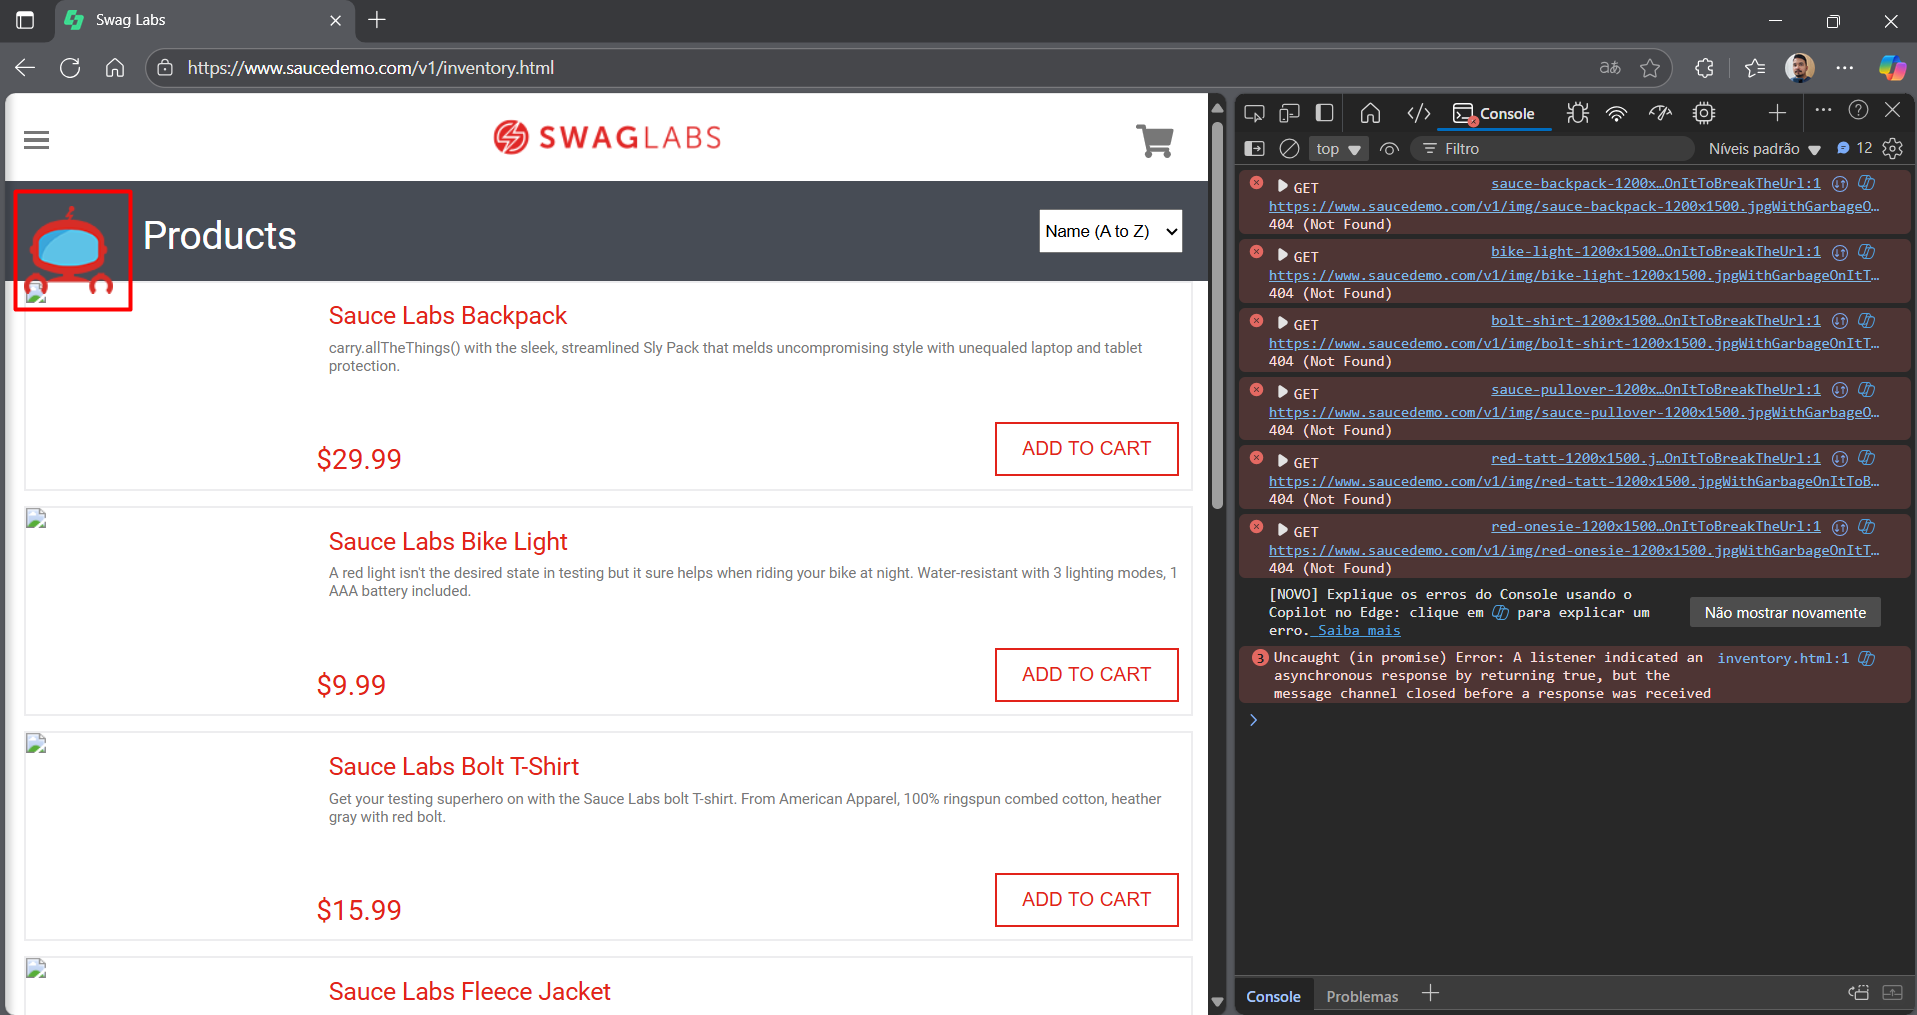 Swag Labs
https://www.saucedemo.com/v1/inventory.html
SWAGLABS
Products
Name (A to Z)
Sauce Labs Backpack
carry.allTheThings() with the sleek, streamlined Sly Pack that melds uncompromising style with unequaled laptop and tablet
protection.
$29.99
ADD TO CART
Sauce Labs Bike Light
A red light isn't the desired state in testing but it sure helps when riding your bike at night. Water-resistant with 3 lighting modes, 1
AAA battery included.
$9.99
ADD TO CART
Sauce Labs Bolt T-Shirt
Get your testing superhero on with the Sauce Labs bolt T-shirt. From American Apparel, 100% ringspun combed cotton, heather
gray with red bolt.
$15.99
ADD TO CART
Sauce Labs Fleece Jacket
Console
top
Filtro
Níveis padrão
12
GET sauce-backpack-1200x…OnItToBreakTheUrl:1
https://www.saucedemo.com/v1/img/sauce-backpack-1200x1500.jpgWithGarbageO…
404 (Not Found)
GET bike-light-1200x1500…OnItToBreakTheUrl:1
https://www.saucedemo.com/v1/img/bike-light-1200x1500.jpgWithGarbageOnItT…
404 (Not Found)
GET bolt-shirt-1200x1500…OnItToBreakTheUrl:1
https://www.saucedemo.com/v1/img/bolt-shirt-1200x1500.jpgWithGarbageOnItT…
404 (Not Found)
GET sauce-pullover-1200x…OnItToBreakTheUrl:1
https://www.saucedemo.com/v1/img/sauce-pullover-1200x1500.jpgWithGarbageO…
404 (Not Found)
GET red-tatt-1200x1500.j…OnItToBreakTheUrl:1
https://www.saucedemo.com/v1/img/red-tatt-1200x1500.jpgWithGarbageOnItToB…
404 (Not Found)
GET red-onesie-1200x1500…OnItToBreakTheUrl:1
https://www.saucedemo.com/v1/img/red-onesie-1200x1500.jpgWithGarbageOnItT…
404 (Not Found)
[NOVO] Explique os erros do Console usando o
Copilot no Edge: clique em para explicar um
erro. Saiba mais
Não mostrar novamente
3 Uncaught (in promise) Error: A listener indicated an inventory.html:1
asynchronous response by returning true, but the
message channel closed before a response was received
Console
Problemas